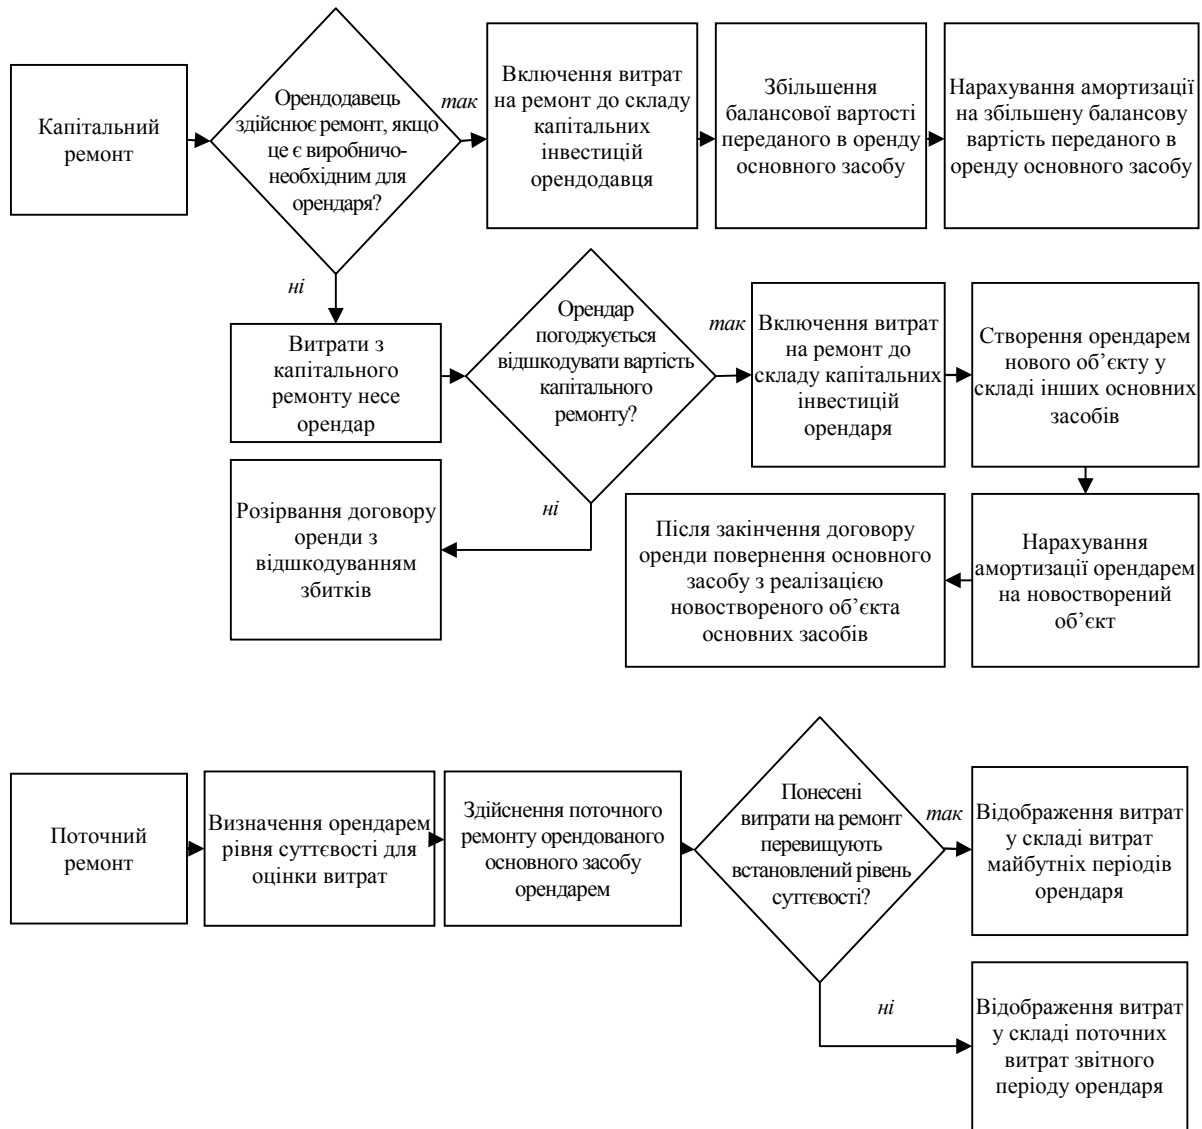 Капітальний
ремонт
Орендодавець
здійснює ремонт, якщо
це є виробничо-
необхідним для
орендаря?
так
Включення витрат
на ремонт до складу
капітальних
інвестицій
орендодавця
Збільшення
балансової вартості
переданого в оренду
основного засобу
Нарахування амортизації
на збільшену балансову
вартість переданого в
оренду основного засобу
ні
Витрати з
капітального
ремонту несе
орендар
Орендар
погоджується
відшкодувати вартість
капітального
ремонту?
так
Включення витрат
на ремонт до
складу капітальних
інвестицій
орендаря
Створення орендарем
нового об’єкту у
складі інших основних
засобів
ні
Розірвання договору
оренди з
відшкодуванням
збитків
Після закінчення договору
оренди повернення основного
засобу з реалізацією
новоствореного об’єкта
основних засобів
Нарахування
амортизації орендарем
на новостворений
об’єкт
Поточний
ремонт
Визначення орендарем
рівня суттєвості для
оцінки витрат
Здійснення поточного
ремонту орендованого
основного засобу
орендарем
Понесені
витрати на ремонт
перевищують
встановлений рівень
суттєвості?
так
Відображення витрат
у складі витрат
майбутніх періодів
орендаря
ні
Відображення витрат
у складі поточних
витрат звітного
періоду орендаря